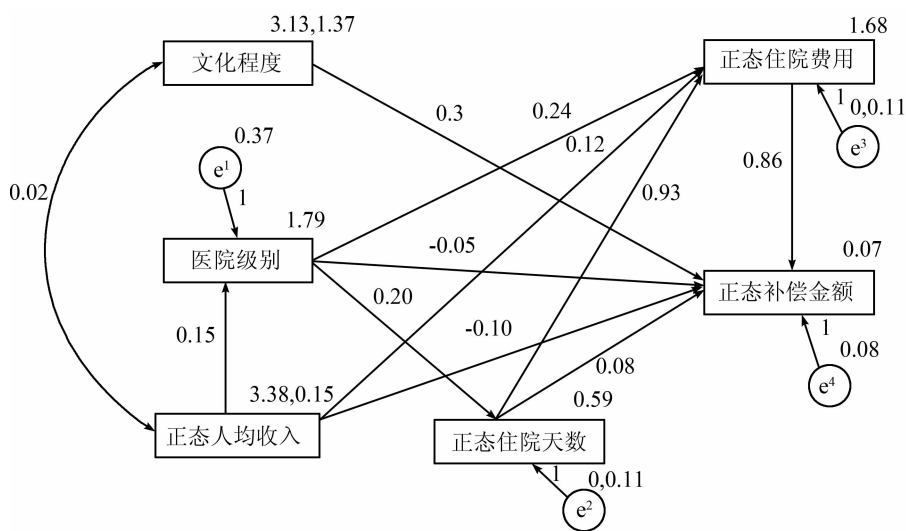 3.13,1.37
1.68
文化程度
正态住院费用
0.3
0.24
1
0,0.11
0.37
0.12
e³
e¹
0.86
1
0.02
0.93
1.79
-0.05
0.07
医院级别
正态补偿金额
0.20
0.15
-0.10
1
0.08
0.08
3.38,0.15
0.59
e⁴
正态人均收入
正态住院天数
1
0,0.11
e²